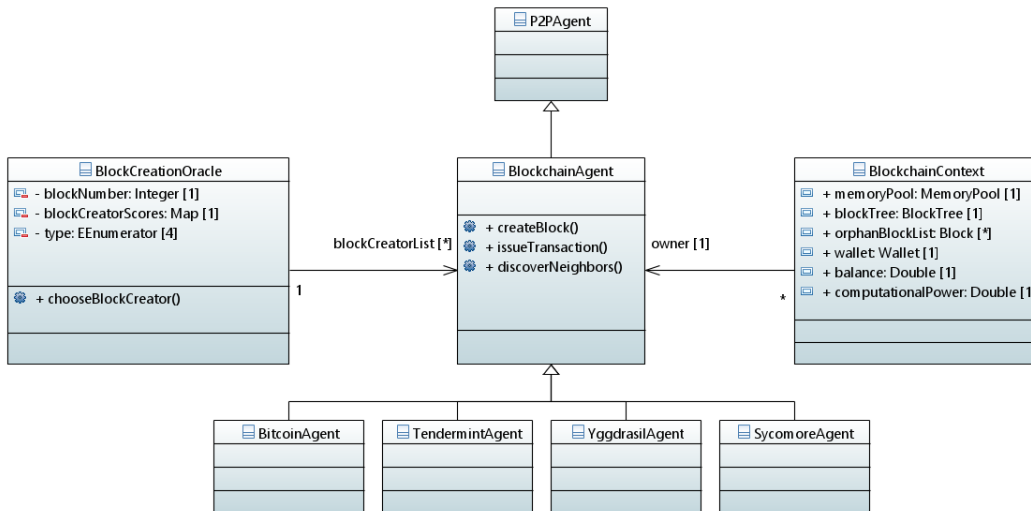 P2PAgent
BlockCreationOracle
- blockNumber: Integer [1]
- blockCreatorScores: Map [1]
- type: EEnumerator [4]
+ chooseBlockCreator()
blockCreatorList [*]
1
BlockchainAgent
+ createBlock()
+ issueTransaction()
+ discoverNeighbors()
owner [1]
*
BlockchainContext
+ memoryPool: MemoryPool [1]
+ blockTree: BlockTree [1]
+ orphanBlockList: Block [*]
+ wallet: Wallet [1]
+ balance: Double [1]
+ computationalPower: Double [1
BitcoinAgent
TendermintAgent
YggdrasilAgent
SycomoreAgent